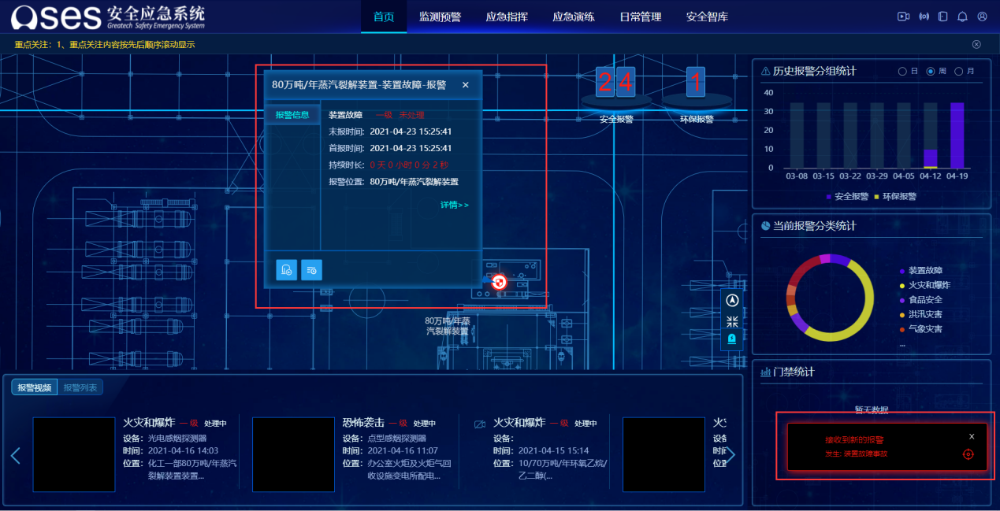 Oses 安全应急系统
Greatech Safety Emergency System
首页 监测预警 应急指挥 应急演练 日常管理 安全智库
重点关注：1、重点关注内容按先后顺序滚动显示
80万吨/年蒸汽裂解装置-装置故障-报警 ×
报警信息
装置故障 一级 未处理
末报时间: 2021-04-23 15:25:41
首报时间: 2021-04-23 15:25:41
持续时长: 0 天 0 小时 0 分 2 秒
报警位置: 80万吨/年蒸汽裂解装置
详情>>
24
安全报警
1
环保报警
80万吨/年蒸
汽裂解装置
历史报警分组统计 日 周 月
40
30
20
10
0
03-08 03-15 03-22 03-29 04-05 04-12 04-19
安全报警 环保报警
当前报警分类统计
装置故障
火灾和爆炸
食品安全
洪汛灾害
气象灾害
...
门禁统计
暂无数据
接收到新的报警 X
发生: 装置故障事故
报警视频 报警列表
火灾和爆炸 一级 处理中
设备: 光电感烟探测器
时间: 2021-04-16 14:03
位置: 化工一部80万吨/年蒸汽
裂解装置装置...
恐怖袭击 一级 处理中
设备: 点型感烟探测器
时间: 2021-04-16 11:07
位置: 办公室火炬及火炬气回
收设施变电所配电...
火灾和爆炸 一级 处理中
设备:
时间: 2021-04-15 15:14
位置: 10/70万吨/年环氧乙烷/
乙二醇(...